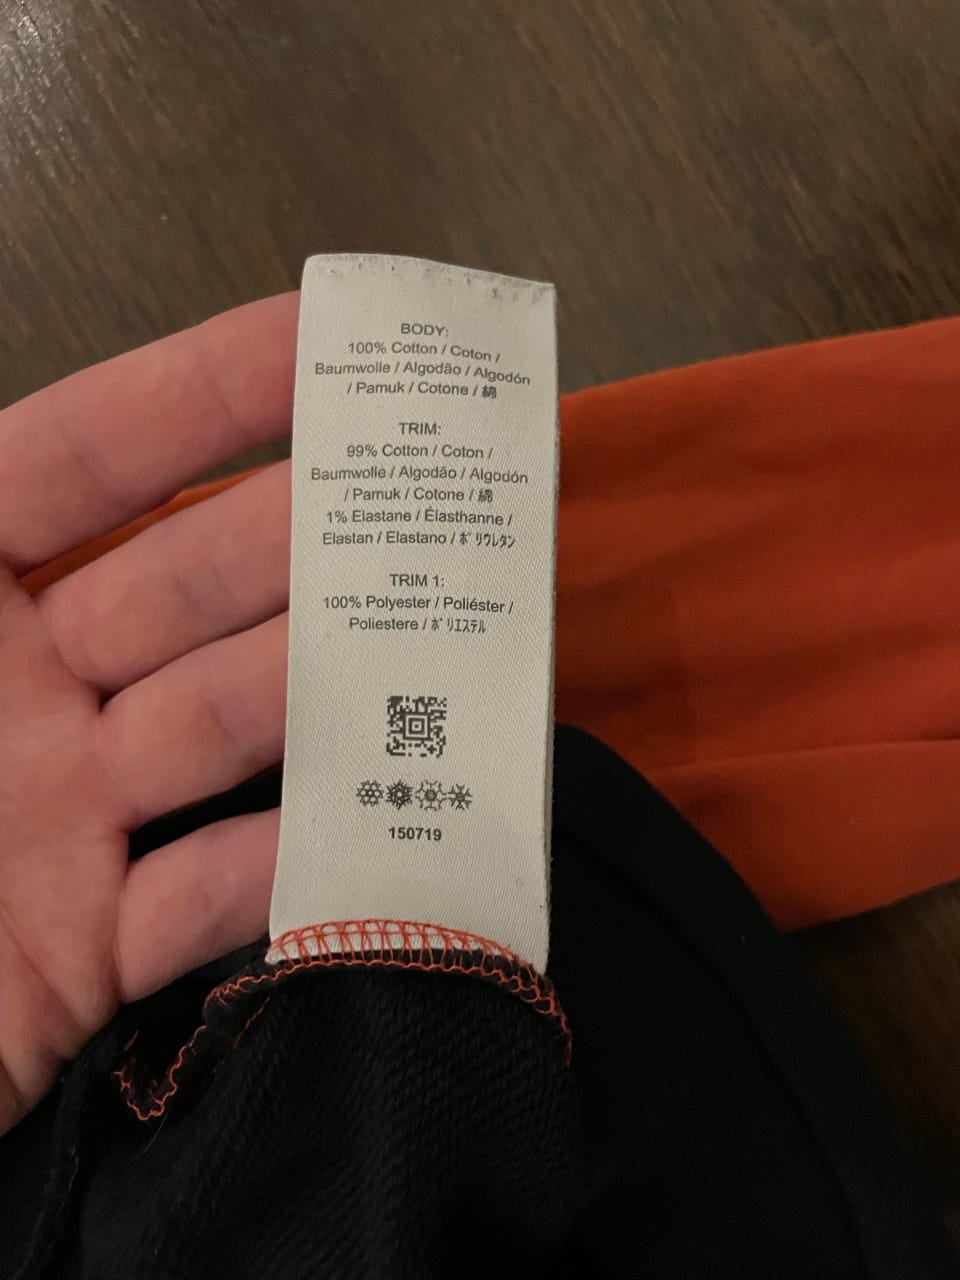 BODY:
100% Cotton / Coton /
Baumwolle / Algodão / Algodón
/ Pamuk / Cotone / 綿
TRIM:
99% Cotton / Coton /
Baumwolle / Algodão / Algodón
/ Pamuk / Cotone / 綿
1% Elastane / Élasthanne /
Elastan / Elastano / ポリウレタン
TRIM 1:
100% Polyester / Poliéster /
Poliestere / ポリエステル
150719